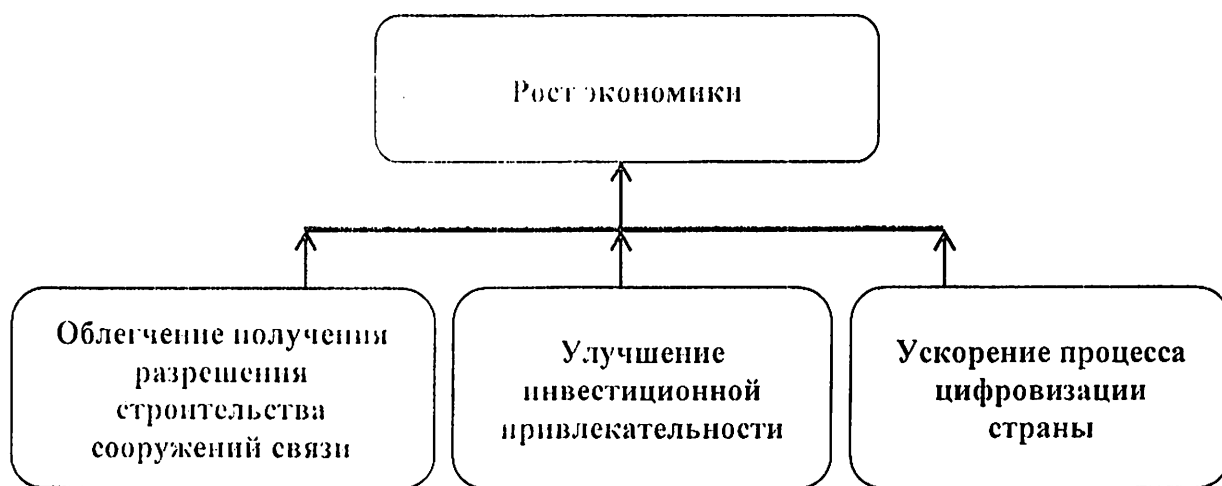 Рост экономики
Облегчение получения
разрешения
строительства
сооружений связи
Улучшение
инвестиционной
привлекательности
Ускорение процесса
цифровизации
страны